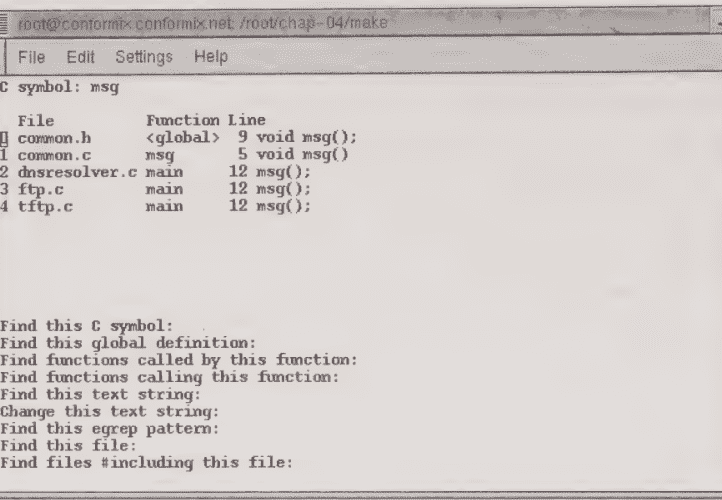 root@conformix.conformix.net: /root/chap-04/make
File Edit Settings Help
C symbol: msg
File Function Line
0 common.h <global> 9 void msg();
1 common.c msg 5 void msg()
2 dnsresolver.c main 12 msg();
3 ftp.c main 12 msg();
4 tftp.c main 12 msg();
Find this C symbol:
Find this global definition:
Find functions called by this function:
Find functions calling this function:
Find this text string:
Change this text string:
Find this egrep pattern:
Find this file:
Find files #including this file: